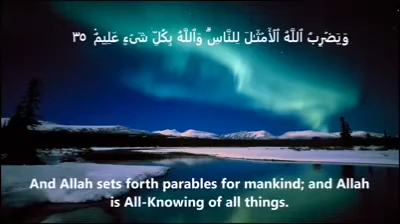 وَيَضْرِبُ ٱللَّهُ ٱلْأَمْثَـٰلَ لِلنَّاسِ ۗ وَٱللَّهُ بِكُلِّ شَىْءٍ عَلِيمٌ ٣٥
And Allah sets forth parables for mankind; and Allah
is All-Knowing of all things.